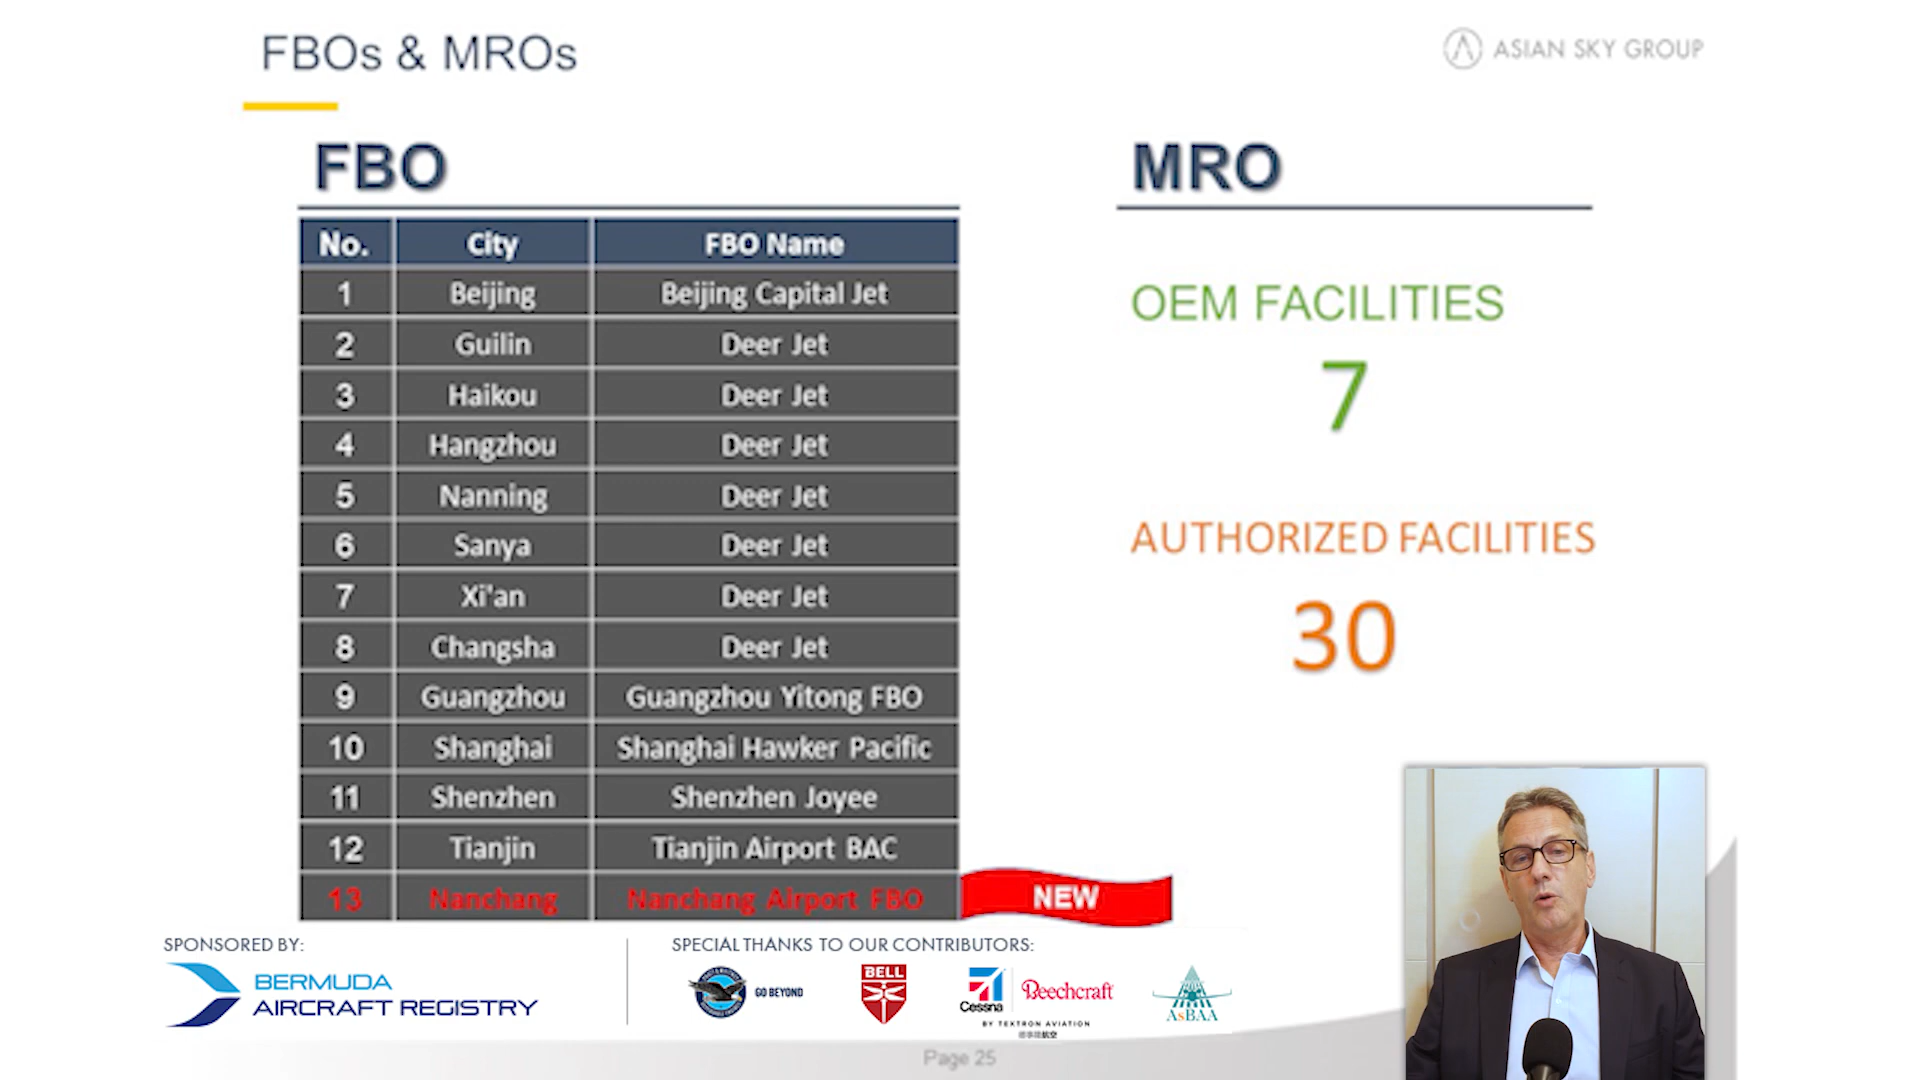 FBOs & MROs
ASIAN SKY GROUP
FBO
No. City FBO Name
1 Beijing Beijing Capital Jet
2 Guilin Deer Jet
3 Haikou Deer Jet
4 Hangzhou Deer Jet
5 Nanning Deer Jet
6 Sanya Deer Jet
7 Xi'an Deer Jet
8 Changsha Deer Jet
9 Guangzhou Guangzhou Yitong FBO
10 Shanghai Shanghai Hawker Pacific
11 Shenzhen Shenzhen Joyee
12 Tianjin Tianjin Airport BAC
13 Nanchang Nanchang Airport FBO
NEW
MRO
OEM FACILITIES
7
AUTHORIZED FACILITIES
30
SPONSORED BY:
BERMUDA
AIRCRAFT REGISTRY
SPECIAL THANKS TO OUR CONTRIBUTORS:
GO BEYOND
BELL
Cessna
Beechcraft
BY TEXTRON AVIATION
AsBAA
Page 25